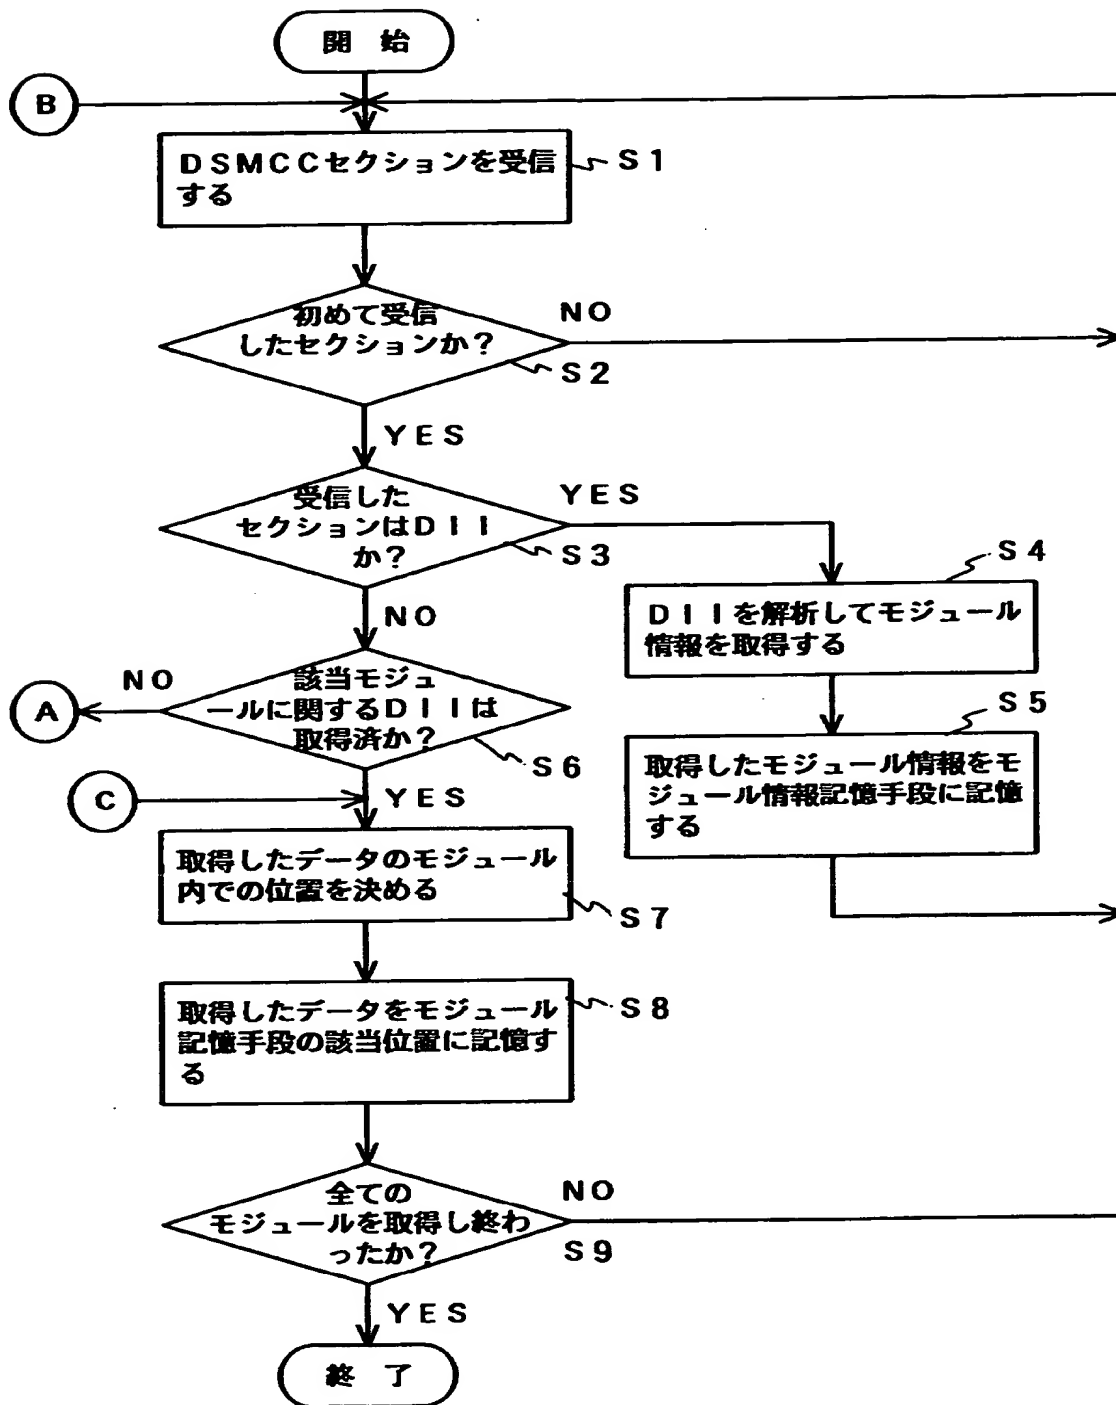 開 始
B
DSMCCセクションを受信
する
S1
初めて受信
したセクションか?
NO
S2
YES
受信した
セクションはDII
か?
YES
S3
NO
S4
DIIを解析してモジュール
情報を取得する
S5
取得したモジュール情報をモ
ジュール情報記憶手段に記憶
する
A
NO
該当モジュ
ールに関するDIIは
取得済か?
S6
C
YES
取得したデータのモジュール
内での位置を決める
S7
取得したデータをモジュール
記憶手段の該当位置に記憶す
る
S8
全ての
モジュールを取得し終わ
ったか?
NO
S9
YES
終 了